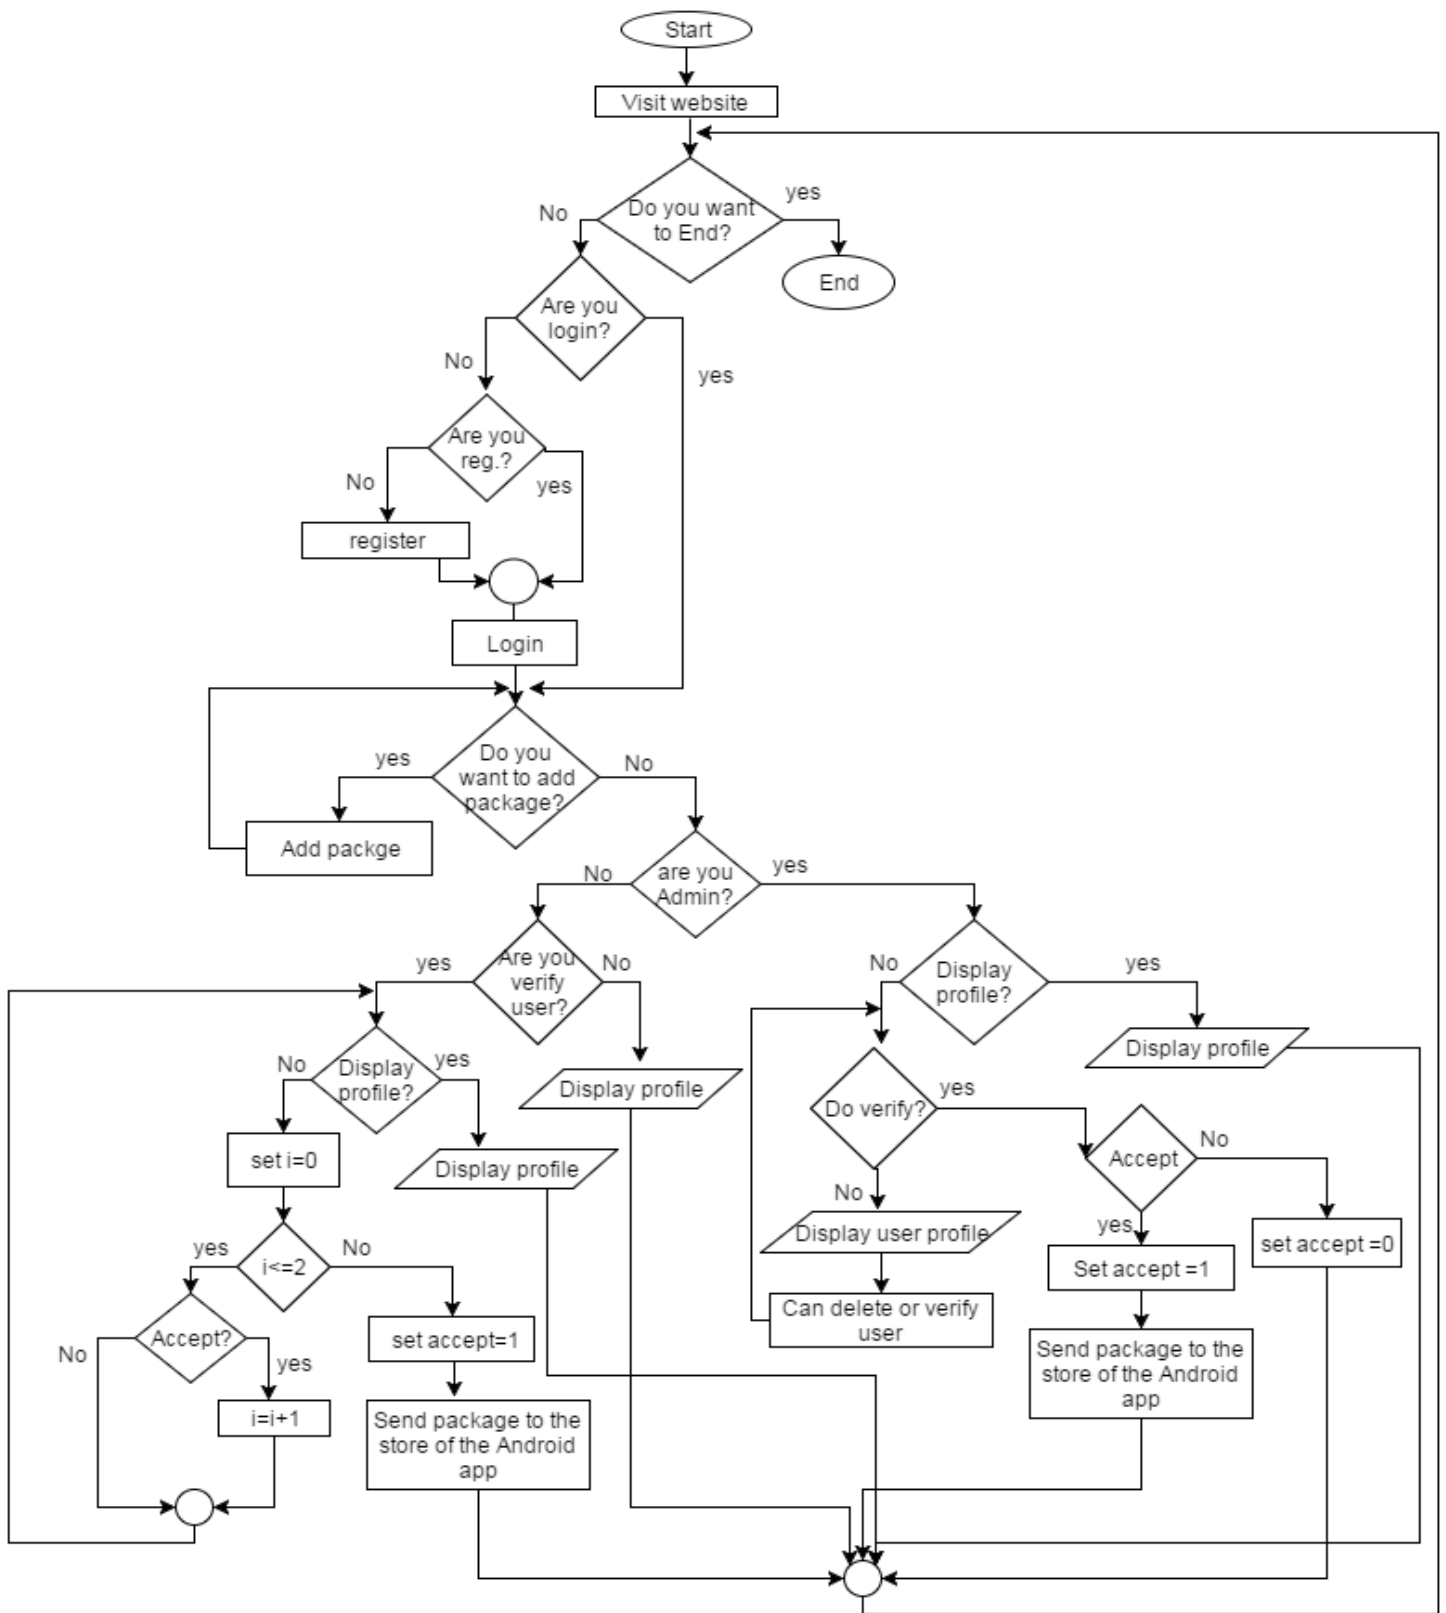 Start
Visit website
Do you want
to End?
No
yes
End
Are you
login?
No
yes
Are you
reg.?
No
yes
register
Login
Do you
want to add
package?
yes
No
Add packge
are you
Admin?
No
yes
Are you
verify
user?
yes
No
Display
profile?
No
yes
Display profile
Display profile
Display
profile?
No
yes
Display profile
set i=0
i<=2
yes
No
Accept?
No
yes
i=i+1
set accept=1
Send package to the
store of the Android
app
Do verify?
yes
No
Display user profile
Can delete or verify
user
Accept
No
yes
Set accept =1
set accept =0
Send package to the
store of the Android
app